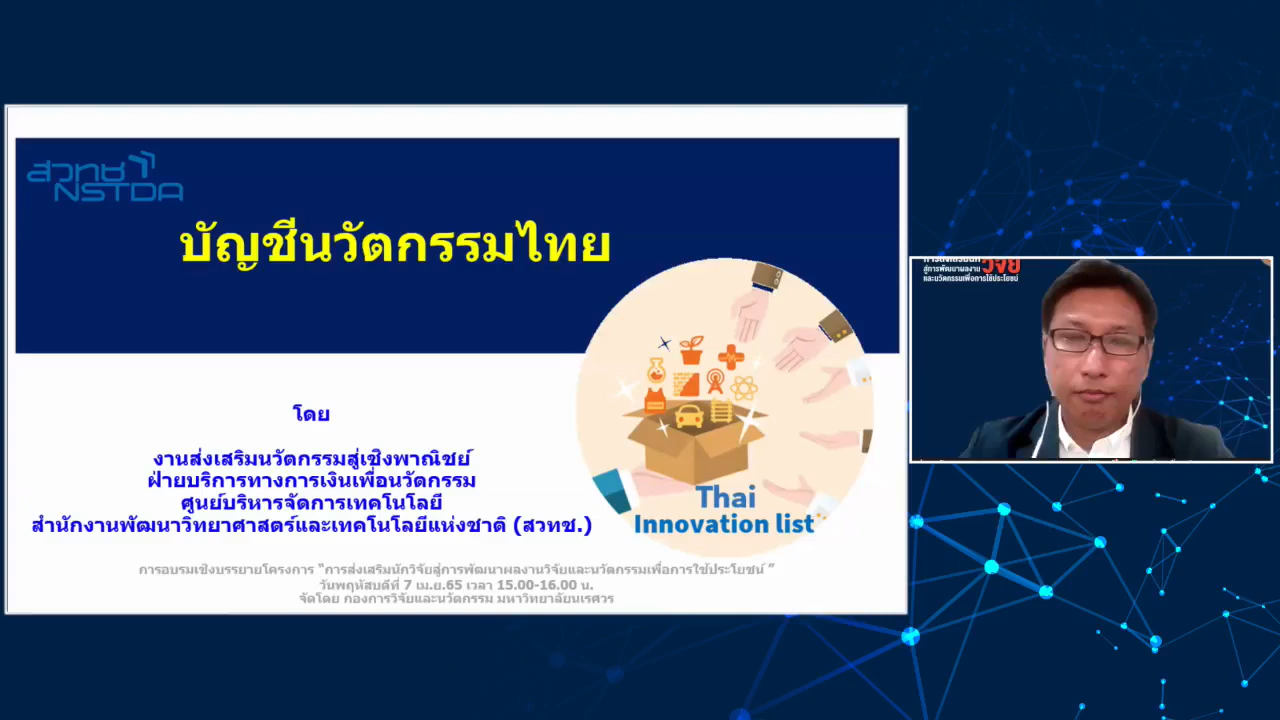 สวทช
NSTDA
บัญชีนวัตกรรมไทย
โดย
งานส่งเสริมนวัตกรรมสู่เชิงพาณิชย์
ฝ่ายบริการทางการเงินเพื่อนวัตกรรม
ศูนย์บริหารจัดการเทคโนโลยี
สำนักงานพัฒนาวิทยาศาสตร์และเทคโนโลยีแห่งชาติ (สวทช.)
Thai
Innovation list
การอบรมเชิงบรรยายโครงการ “การส่งเสริมนักวิจัยสู่การพัฒนาผลงานวิจัยและนวัตกรรมเพื่อการใช้ประโยชน์ ”
วันพฤหัสบดีที่ 7 เม.ย.65 เวลา 15.00-16.00 น.
จัดโดย กองการวิจัยและนวัตกรรม มหาวิทยาลัยนเรศวร
วิจัย
สู่การพัฒนาผลงาน
และนวัตกรรมเพื่อการใช้ประโยชน์